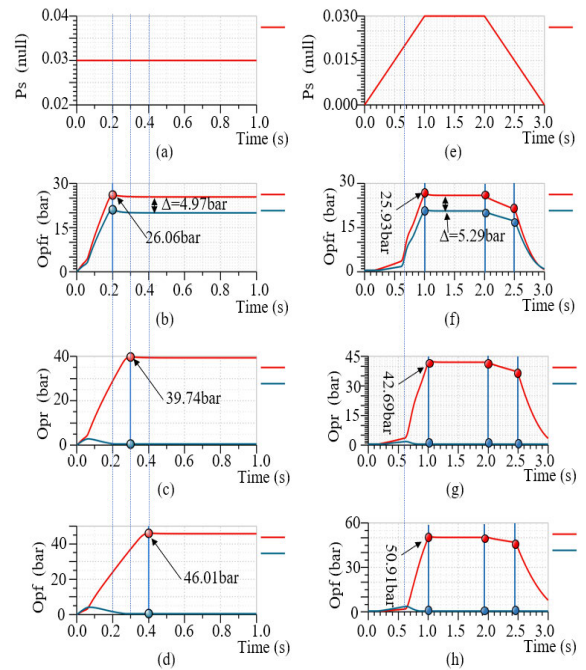 0.04
0.03
0.02
Ps (null)
0.0 0.2 0.4 0.6 0.8 1.0
Time (s)
(a)
0.030
0.015
0.000
Ps (null)
0.0 0.5 1.0 1.5 2.0 2.5 3.0
Time (s)
(e)
30
20
10
0
Opfr (bar)
Δ=4.97bar
26.06bar
0.0 0.2 0.4 0.6 0.8 1.0
Time (s)
(b)
30
15
0
Opfr (bar)
25.93bar
Δ=5.29bar
0.0 0.5 1.0 1.5 2.0 2.5 3.0
Time (s)
(f)
40
20
0
Opr (bar)
39.74bar
0.0 0.2 0.4 0.6 0.8 1.0
Time (s)
(c)
45
30
15
0
Opr (bar)
42.69bar
0.0 0.5 1.0 1.5 2.0 2.5 3.0
Time (s)
(g)
40
20
0
Opf (bar)
46.01bar
0.0 0.2 0.4 0.6 0.8 1.0
Time (s)
(d)
60
40
20
0
Opf (bar)
50.91bar
0.0 0.5 1.0 1.5 2.0 2.5 3.0
Time (s)
(h)